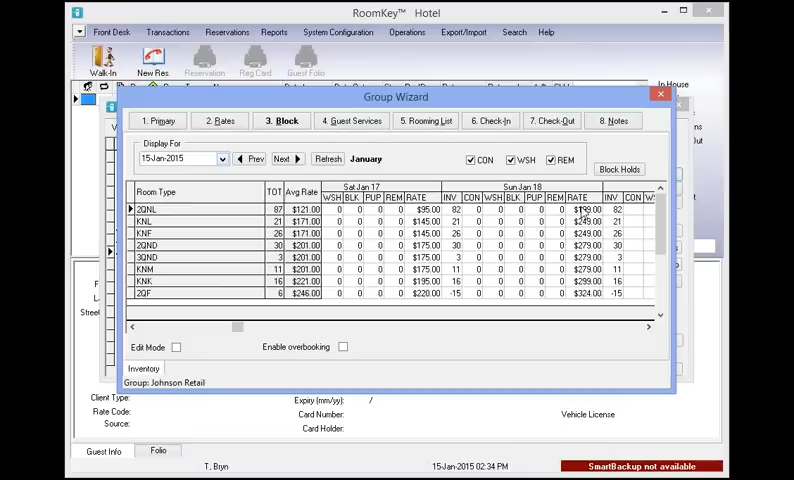 RoomKey™ Hotel
Front Desk Transactions Reservations Reports System Configuration Operations Export/Import Search Help
Walk-In New Res. Reservation Reg Card Guest Folio
In House
Group Wizard
1. Primary 2. Rates 3. Block 4. Guest Services 5. Rooming List 6. Check-In 7. Check-Out 8. Notes
Display For
15-Jan-2015 Prev Next Refresh January CON WSH REM Block Holds
Sat Jan 17 Sun Jan 18
Room Type TOT Avg Rate WSH BLK PUP REM RATE INV CON WSH BLK PUP REM RATE INV CON
2QNL 87 $121.00 0 0 0 0 $95.00 82 0 0 0 0 0 82
KNL 21 $171.00 0 0 0 0 $145.00 21 0 0 0 0 0 $249.00 21
KNF 26 $171.00 0 0 0 0 $145.00 26 0 0 0 0 0 $249.00 26
2QND 30 $201.00 0 0 0 0 $175.00 30 0 0 0 0 0 $279.00 30
3QND 3 $201.00 0 0 0 0 $175.00 3 0 0 0 0 0 $279.00 3
KNM 11 $201.00 0 0 0 0 $175.00 11 0 0 0 0 0 $279.00 11
KNK 16 $221.00 0 0 0 0 $195.00 16 0 0 0 0 0 $299.00 16
2QF 6 $246.00 0 0 0 0 $220.00 -15 0 0 0 0 0 $324.00 -15
Edit Mode Enable overbooking
Inventory
Group: Johnson Retail
Client Type: Expiry (mm/yy): /
Rate Code: Card Number: Vehicle License
Source: Card Holder:
Guest Info Folio
T, Bryn 15-Jan-2015 02:34 PM SmartBackup not available